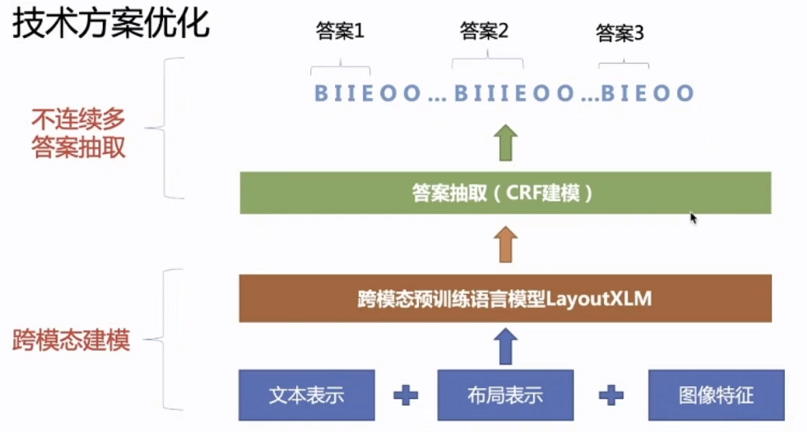 技术方案优化
答案1
答案2
答案3
BIIEOO...BIIIEOO...BIEOO
不连续多
答案抽取
答案抽取（CRF建模）
跨模态预训练语言模型LayoutXLM
跨模态建模
文本表示
+
布局表示
+
图像特征